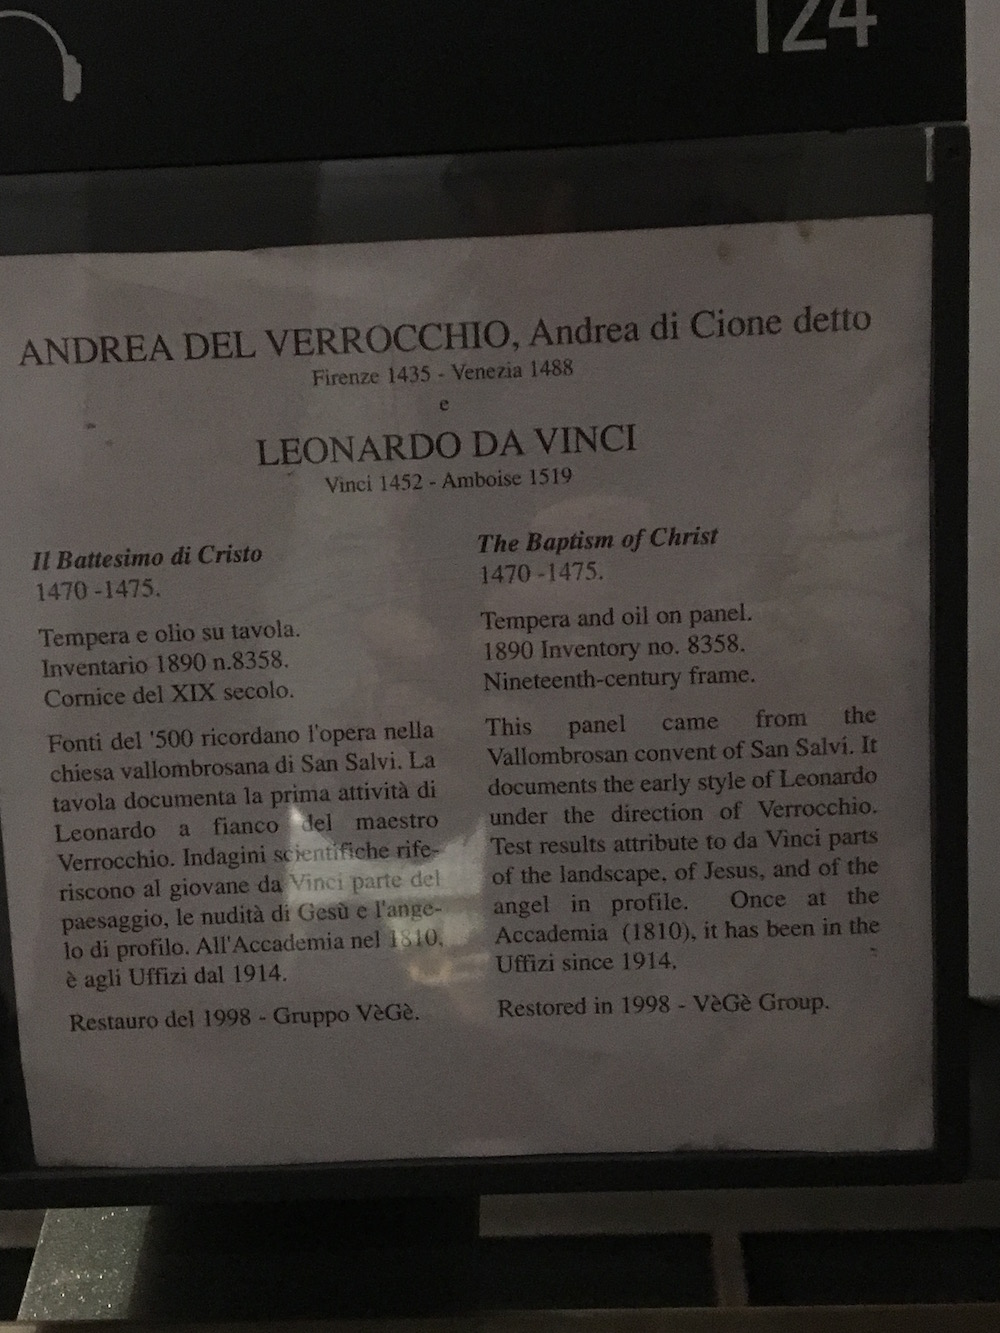 124
ANDREA DEL VERROCCHIO, Andrea di Cione detto
Firenze 1435 - Venezia 1488
e
LEONARDO DA VINCI
Vinci 1452 - Amboise 1519
Il Battesimo di Cristo
1470 -1475.
Tempera e olio su tavola.
Inventario 1890 n.8358.
Cornice del XIX secolo.
Fonti del '500 ricordano l'opera nella
chiesa vallombrosana di San Salvi. La
tavola documenta la prima attività di
Leonardo a fianco del maestro
Verrocchio. Indagini scientifiche rife-
riscono al giovane da Vinci parte del
paesaggio, le nudità di Gesù e l'ange-
lo di profilo. All'Accademia nel 1810,
è agli Uffizi dal 1914.
Restauro del 1998 - Gruppo VèGè.
The Baptism of Christ
1470 -1475.
Tempera and oil on panel.
1890 Inventory no. 8358.
Nineteenth-century frame.
This panel came from the
Vallombrosan convent of San Salvi. It
documents the early style of Leonardo
under the direction of Verrocchio.
Test results attribute to da Vinci parts
of the landscape, of Jesus, and of the
angel in profile. Once at the
Accademia (1810), it has been in the
Uffizi since 1914.
Restored in 1998 - VèGè Group.